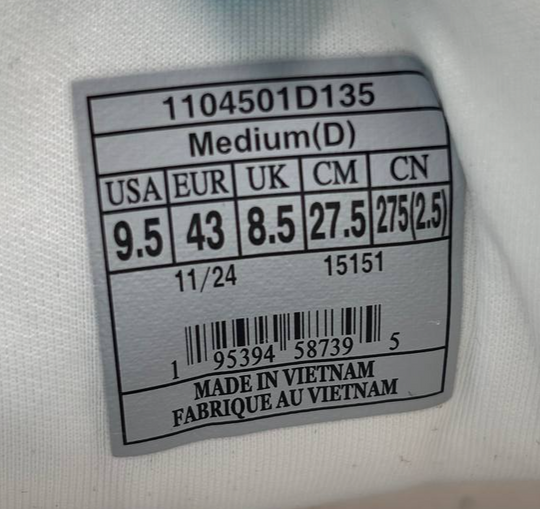 1104501D135
Medium(D)
USA EUR UK CM CN
9.5 43 8.5 27.5 275(2.5)
11/24 15151
1 95394 58739 5
MADE IN VIETNAM
FABRIQUE AU VIETNAM